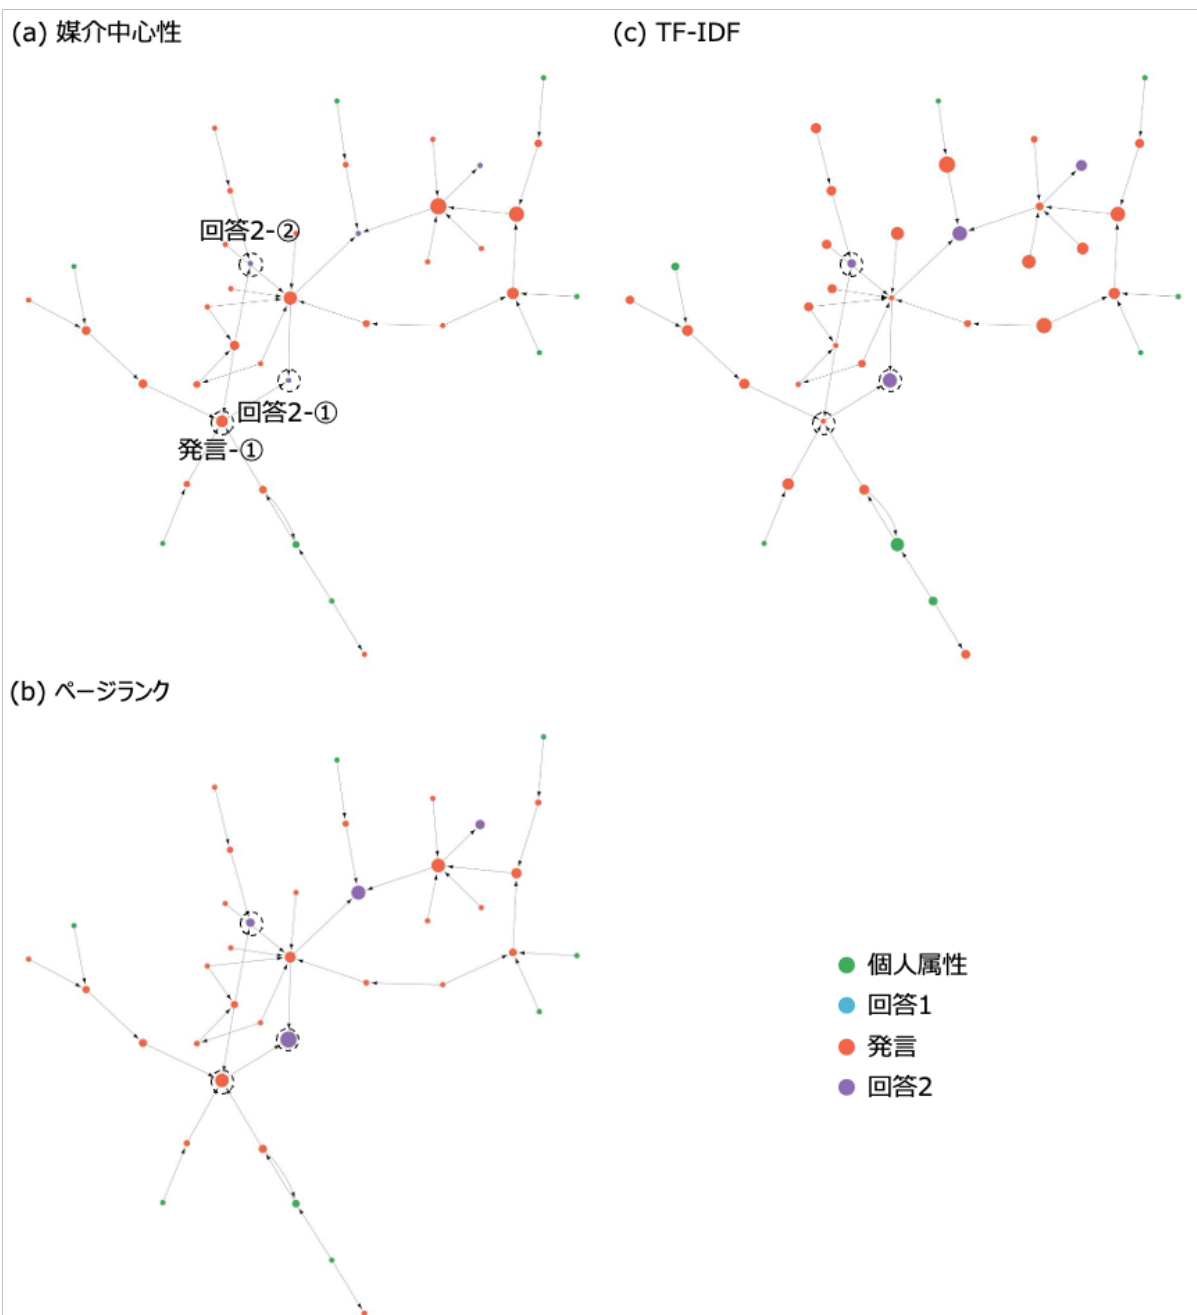 (a) 媒介中心性
(c) TF-IDF
回答2-②
回答2-①
発言-①
(b) ページランク
個人属性
回答1
発言
回答2